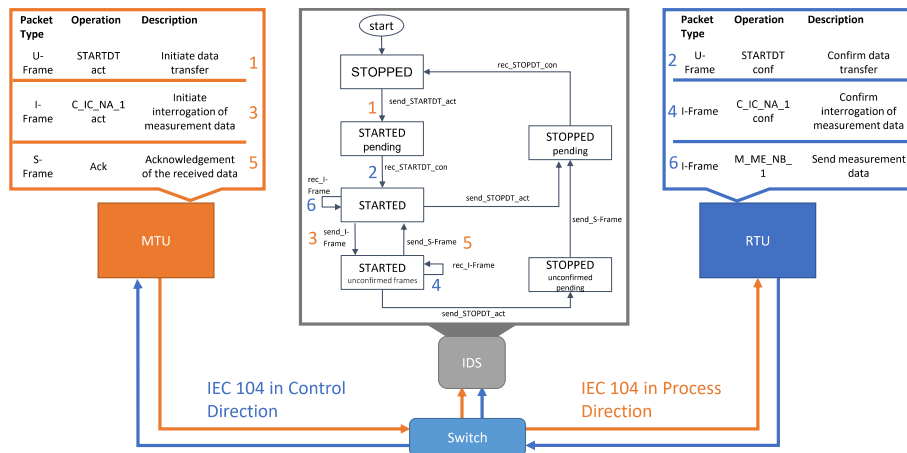 Packet Operation Description
Type
U- STARTDT Initiate data
Frame act transfer 1
I- C_IC_NA_1 Initiate
Frame act interrogation of 3
measurement data
S- Ack Acknowledgement 5
Frame of the received data
MTU
start
STOPPED
rec_STOPDT_con
1 send_STARTDT_act
STARTED
pending
STOPPED
pending
2 rec_STARTDT_con
rec_I-
Frame
6
STARTED
send_STOPDT_act
send_S-Frame
3 send_I-
Frame
send_S-Frame 5
STARTED
unconfirmed frames
rec_I-Frame
4
STOPPED
unconfirmed
pending
send_STOPDT_act
Packet Operation Description
Type
2 U- STARTDT Confirm data
Frame conf transfer
4 I-Frame C_IC_NA_1 Confirm
conf interrogation of
measurement data
6 I-Frame M_ME_NB_ Send measurement
1 data
RTU
IDS
IEC 104 in Control
Direction
IEC 104 in Process
Direction
Switch